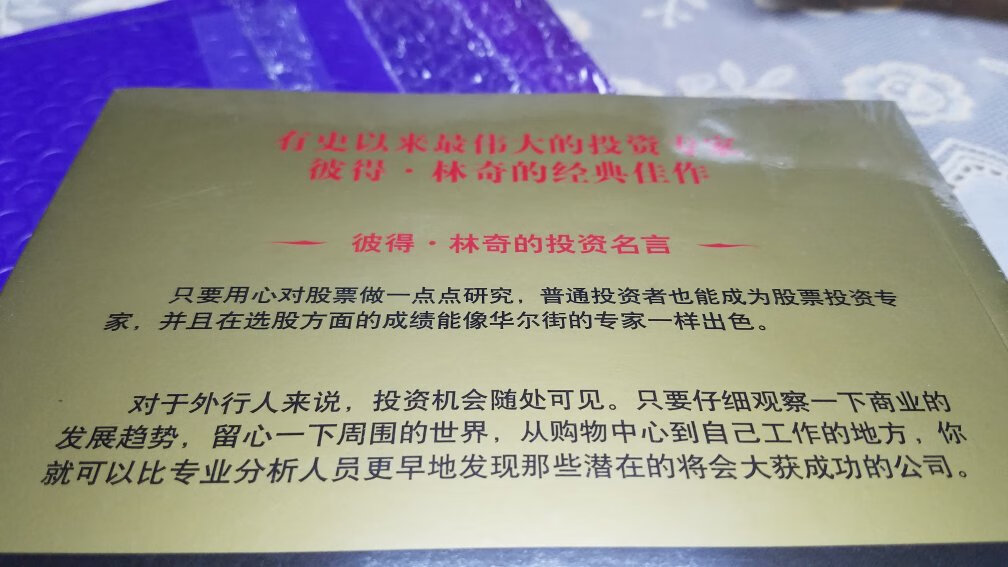 有史以来最伟大的投资专家
彼得·林奇的经典佳作
彼得·林奇的投资名言
只要用心对股票做一点点研究，普通投资者也能成为股票投资专
家，并且在选股方面的成绩能像华尔街的专家一样出色。
对于外行人来说，投资机会随处可见。只要仔细观察一下商业的
发展趋势，留心一下周围的世界，从购物中心到自己工作的地方，你
就可以比专业分析人员更早地发现那些潜在的将会大获成功的公司。